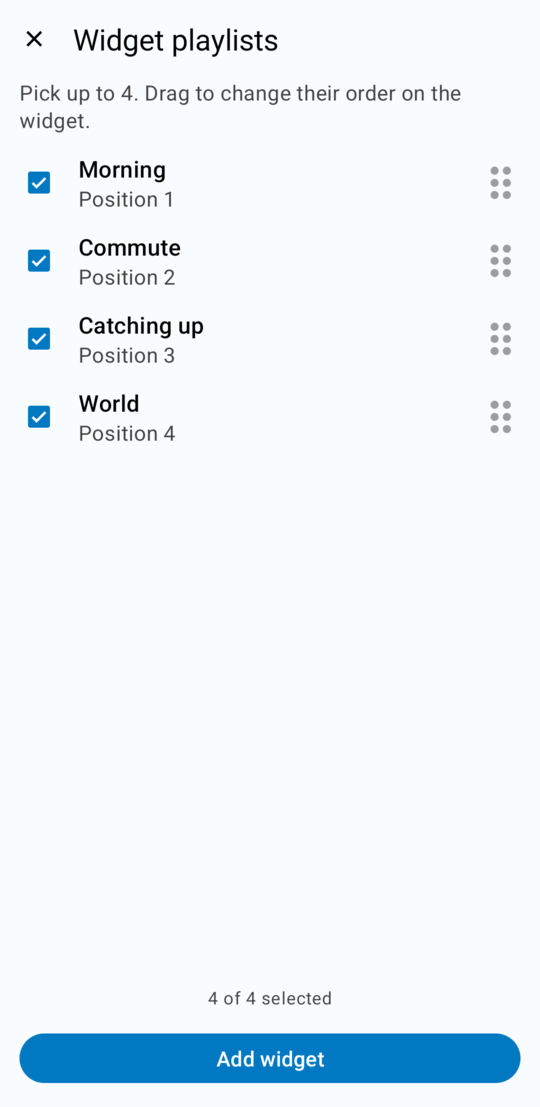 Widget playlists
Pick up to 4. Drag to change their order on the
widget.
Morning
Position 1
Commute
Position 2
Catching up
Position 3
World
Position 4
4 of 4 selected
Add widget